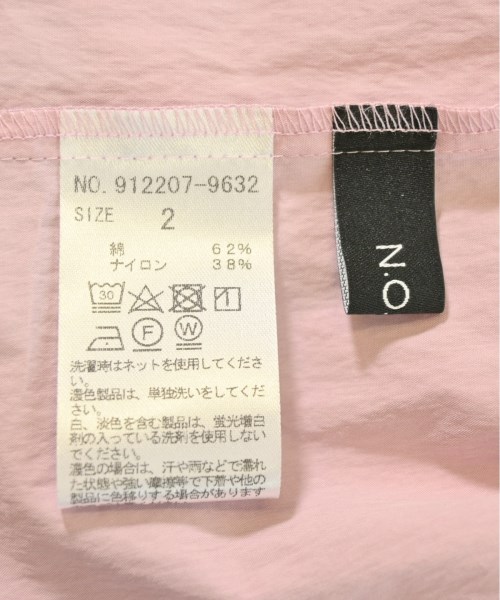 NO. 912207-9632
SIZE 2
綿 62%
ナイロン 38%
30
F W
洗濯時はネットを使用してくださ
い。
濃色製品は、単独洗いをしてくださ
い。
白、淡色を含む製品は、蛍光増白
剤の入っている洗剤を使用しない
でください。
濃色の場合は、汗や雨などで濡れ
た状態や強い摩擦等で下着や他の
製品に色移りする場合があります
N.O